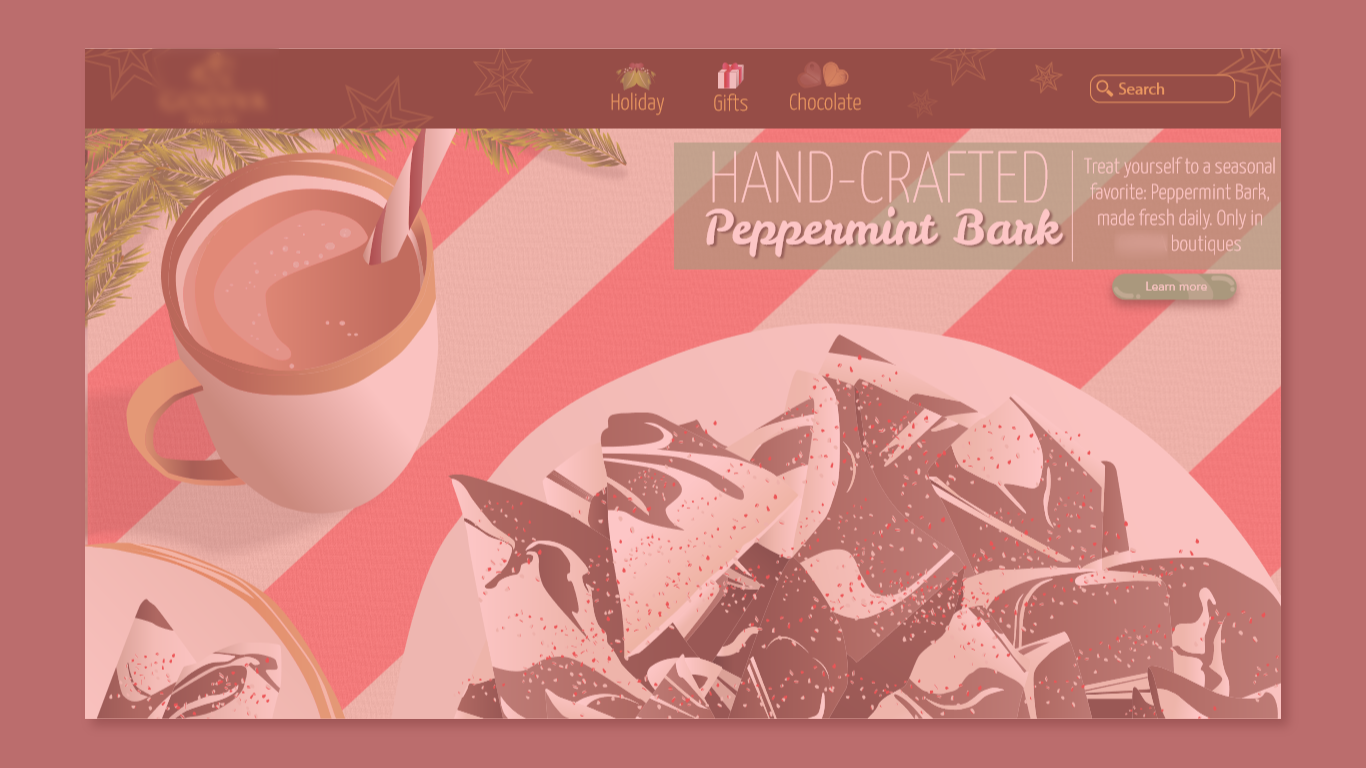 Holiday
Gifts
Chocolate
Search
HAND-CRAFTED
Peppermint Bark
Treat yourself to a seasonal
favorite: Peppermint Bark,
made fresh daily. Only in
boutiques
Learn more